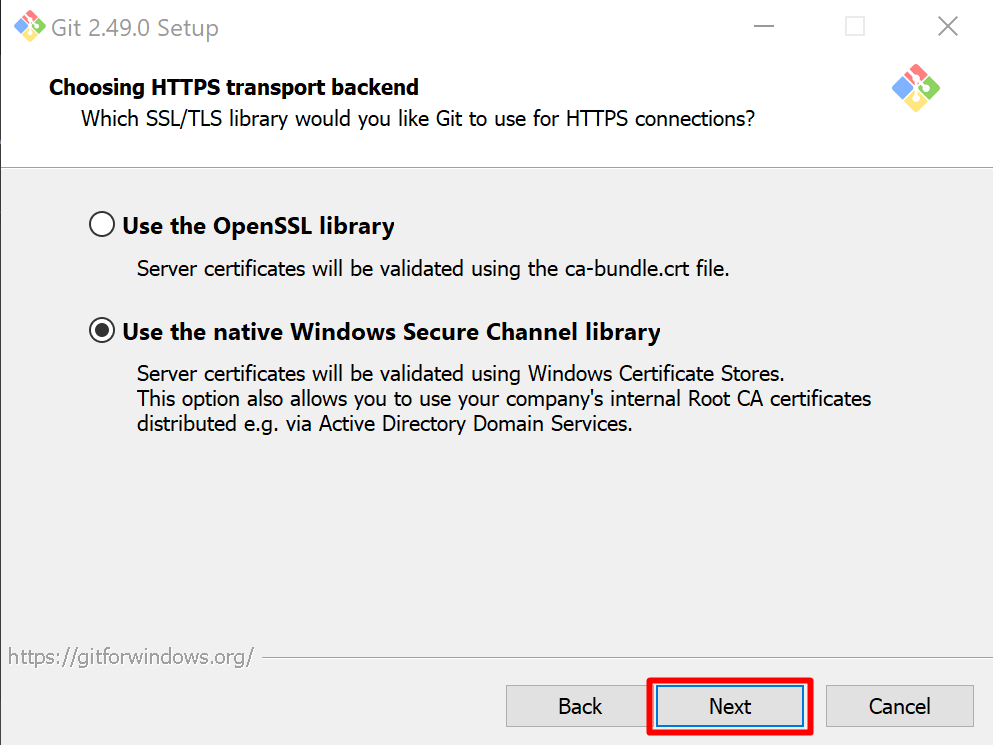 Git 2.49.0 Setup
Choosing HTTPS transport backend
Which SSL/TLS library would you like Git to use for HTTPS connections?
Use the OpenSSL library
Server certificates will be validated using the ca-bundle.crt file.
Use the native Windows Secure Channel library
Server certificates will be validated using Windows Certificate Stores.
This option also allows you to use your company's internal Root CA certificates
distributed e.g. via Active Directory Domain Services.
https://gitforwindows.org/
Back Next Cancel